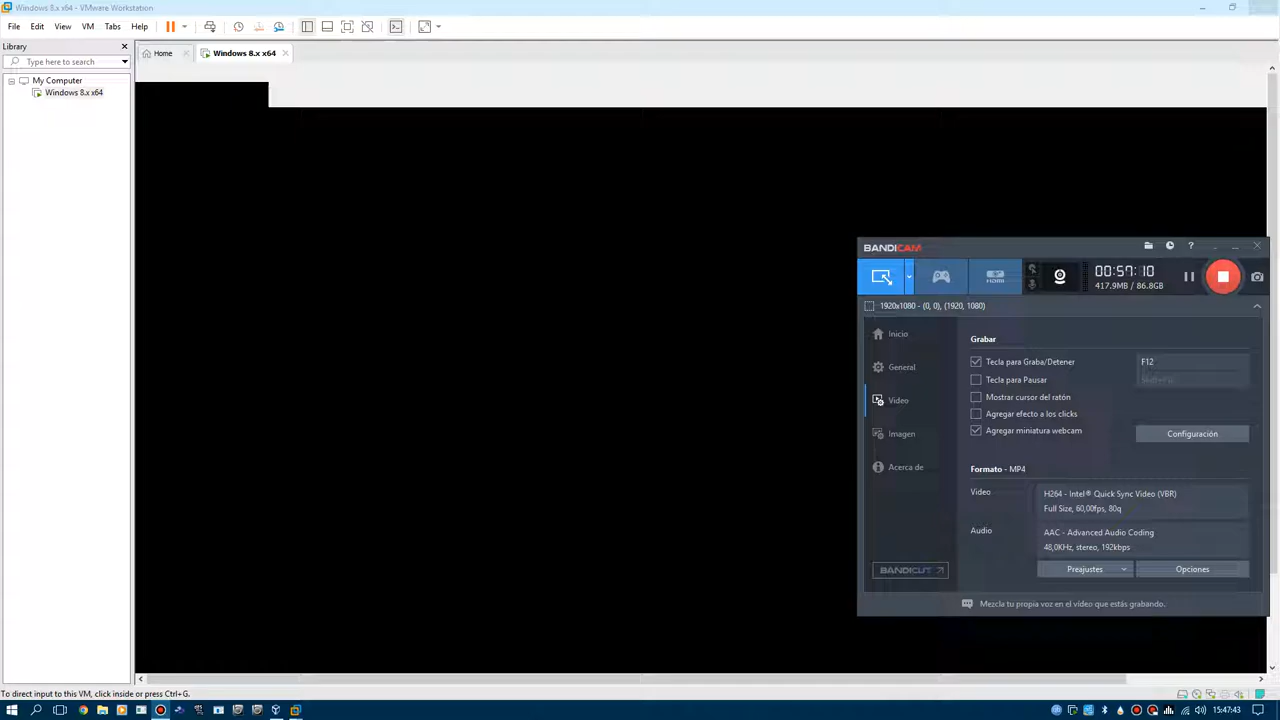 Windows 8.x x64 - VMware Workstation
File Edit View VM Tabs Help
Library
Type here to search
My Computer
Windows 8.x x64
Home
Windows 8.x x64
BANDICAM
00:57:10
417.9MB / 86.8GB
HDMI
1920x1080 - (0, 0), (1920, 1080)
Inicio
General
Video
Imagen
Acerca de
BANDICUT
Grabar
Tecla para Graba/Detener F12
Tecla para Pausar
Mostrar cursor del ratón
Agregar efecto a los clicks
Agregar miniatura webcam
Configuración
Formato - MP4
Video
H264 - Intel® Quick Sync Video (VBR)
Full Size, 60,00fps, 80q
Audio
AAC - Advanced Audio Coding
48,0KHz, stereo, 192kbps
Preajustes
Opciones
Mezcla tu propia voz en el vídeo que estás grabando.
To direct input to this VM, click inside or press Ctrl+G.
15:47:43